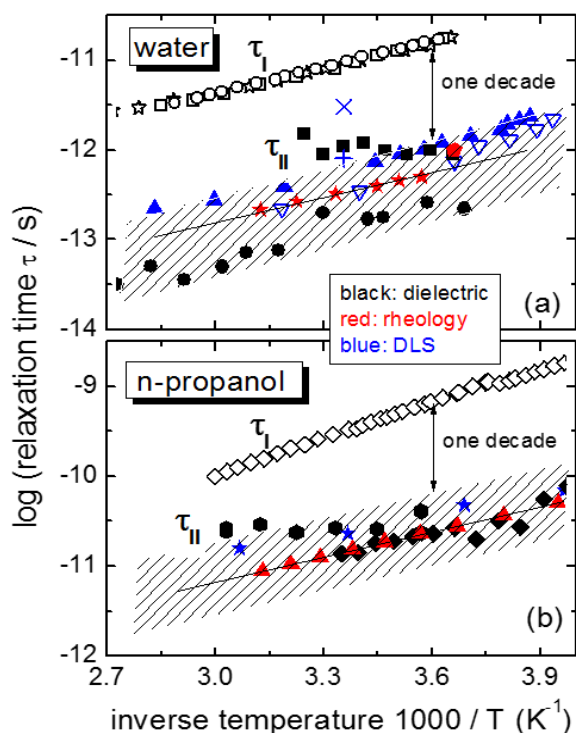 -11
water
τI
one decade
-12
τII
-13
black: dielectric
red: rheology
blue: DLS
(a)
-14
log (relaxation time τ / s)
n-propanol
-9
τI
one decade
-10
τII
-11
(b)
-12
2.7 3.0 3.3 3.6 3.9
inverse temperature 1000 / T (K⁻¹)